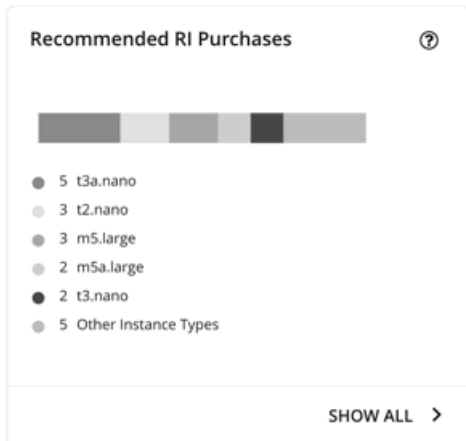 Recommended RI Purchases
5 t3a.nano
3 t2.nano
3 m5.large
2 m5a.large
2 t3.nano
5 Other Instance Types
SHOW ALL